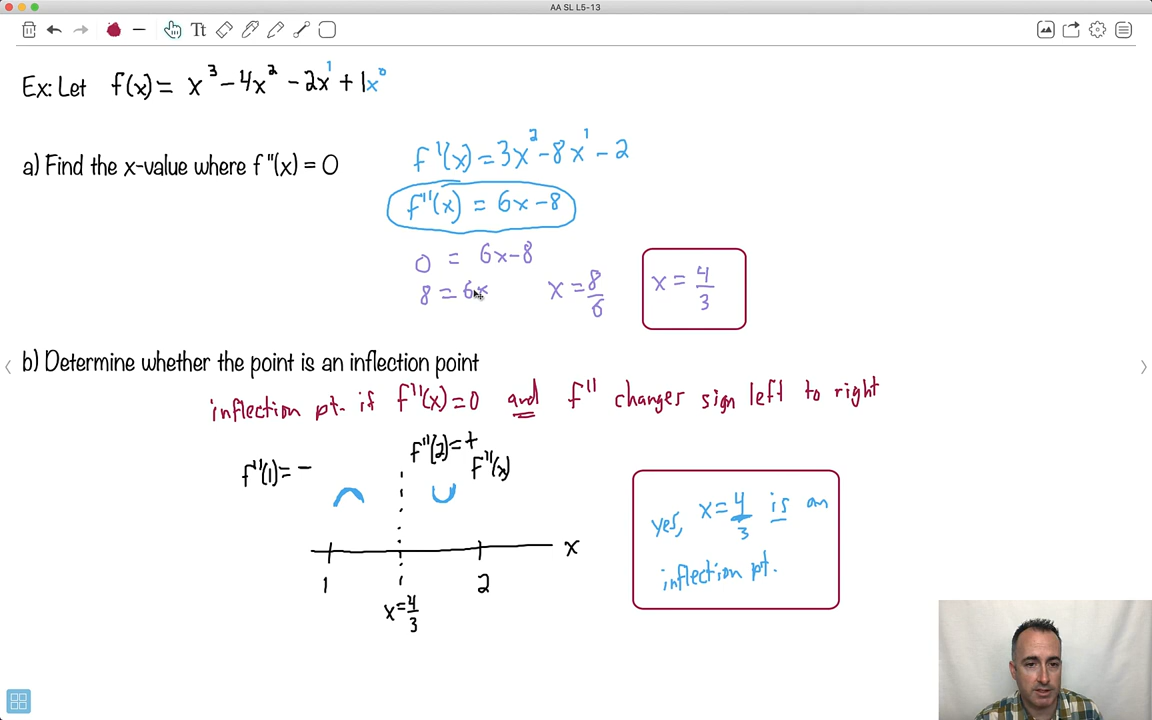 AA SL L5-13
Tt
Ex: Let f(x) = x³ - 4x² - 2x¹ + 1x⁰
f'(x) = 3x² - 8x¹ - 2
a) Find the x-value where f"(x) = 0
f''(x) = 6x - 8
0 = 6x - 8
8 = 6x x = 8/6 x = 4/3
b) Determine whether the point is an inflection point
inflection pt. if f''(x) = 0 and f'' changes sign left to right
f''(1) = - f''(2) = +
f''(x)
yes, x = 4/3 is an
inflection pt.
x
1 2
x = 4/3